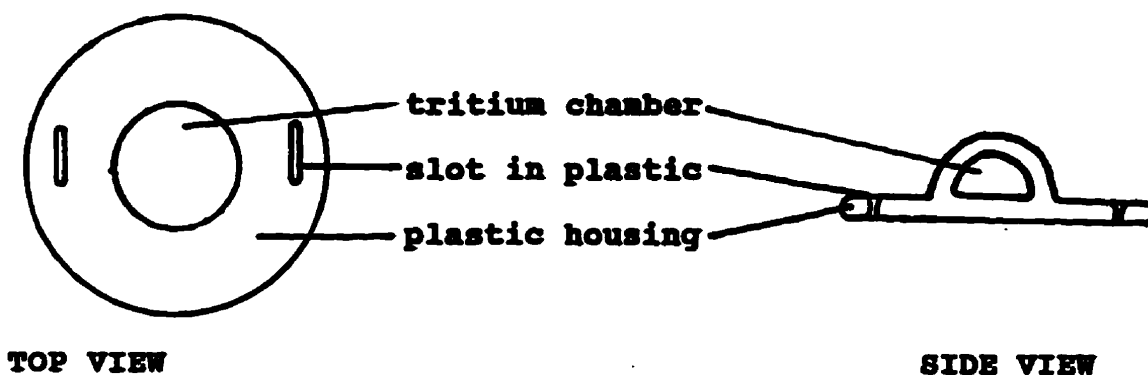 tritium chamber
slot in plastic
plastic housing
TOP VIEW
SIDE VIEW